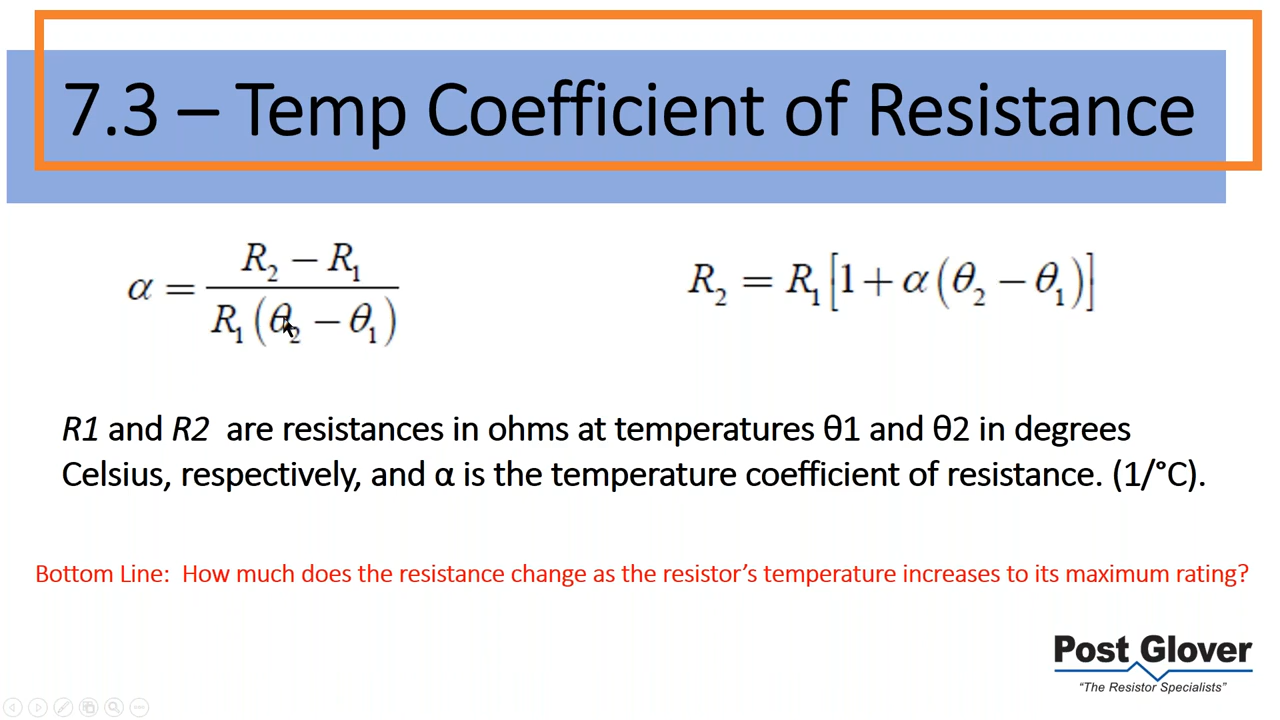 7.3 – Temp Coefficient of Resistance
α = (R₂ − R₁) / (R₁(θ₂ − θ₁))
R₂ = R₁[1 + α(θ₂ − θ₁)]
R1 and R2 are resistances in ohms at temperatures θ1 and θ2 in degrees
Celsius, respectively, and α is the temperature coefficient of resistance. (1/°C).
Bottom Line: How much does the resistance change as the resistor’s temperature increases to its maximum rating?
Post Glover
“The Resistor Specialists”